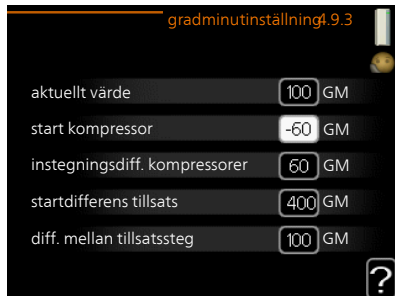 gradminutinställning 4.9.3
aktuellt värde 100 GM
start kompressor -60 GM
instegningsdiff. kompressorer 60 GM
startdifferens tillsats 400 GM
diff. mellan tillsatssteg 100 GM
?